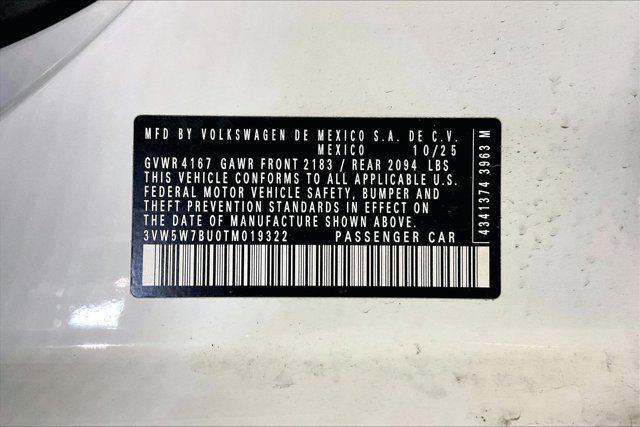 MFD BY VOLKSWAGEN DE MEXICO S.A. DE C.V.
MEXICO 10/25
GVWR 4167 GAWR FRONT 2183 / REAR 2094 LBS
THIS VEHICLE CONFORMS TO ALL APPLICABLE U.S.
FEDERAL MOTOR VEHICLE SAFETY, BUMPER AND
THEFT PREVENTION STANDARDS IN EFFECT ON
THE DATE OF MANUFACTURE SHOWN ABOVE.
3VW5W7BU0TM019322 PASSENGER CAR
4341374 3963 M